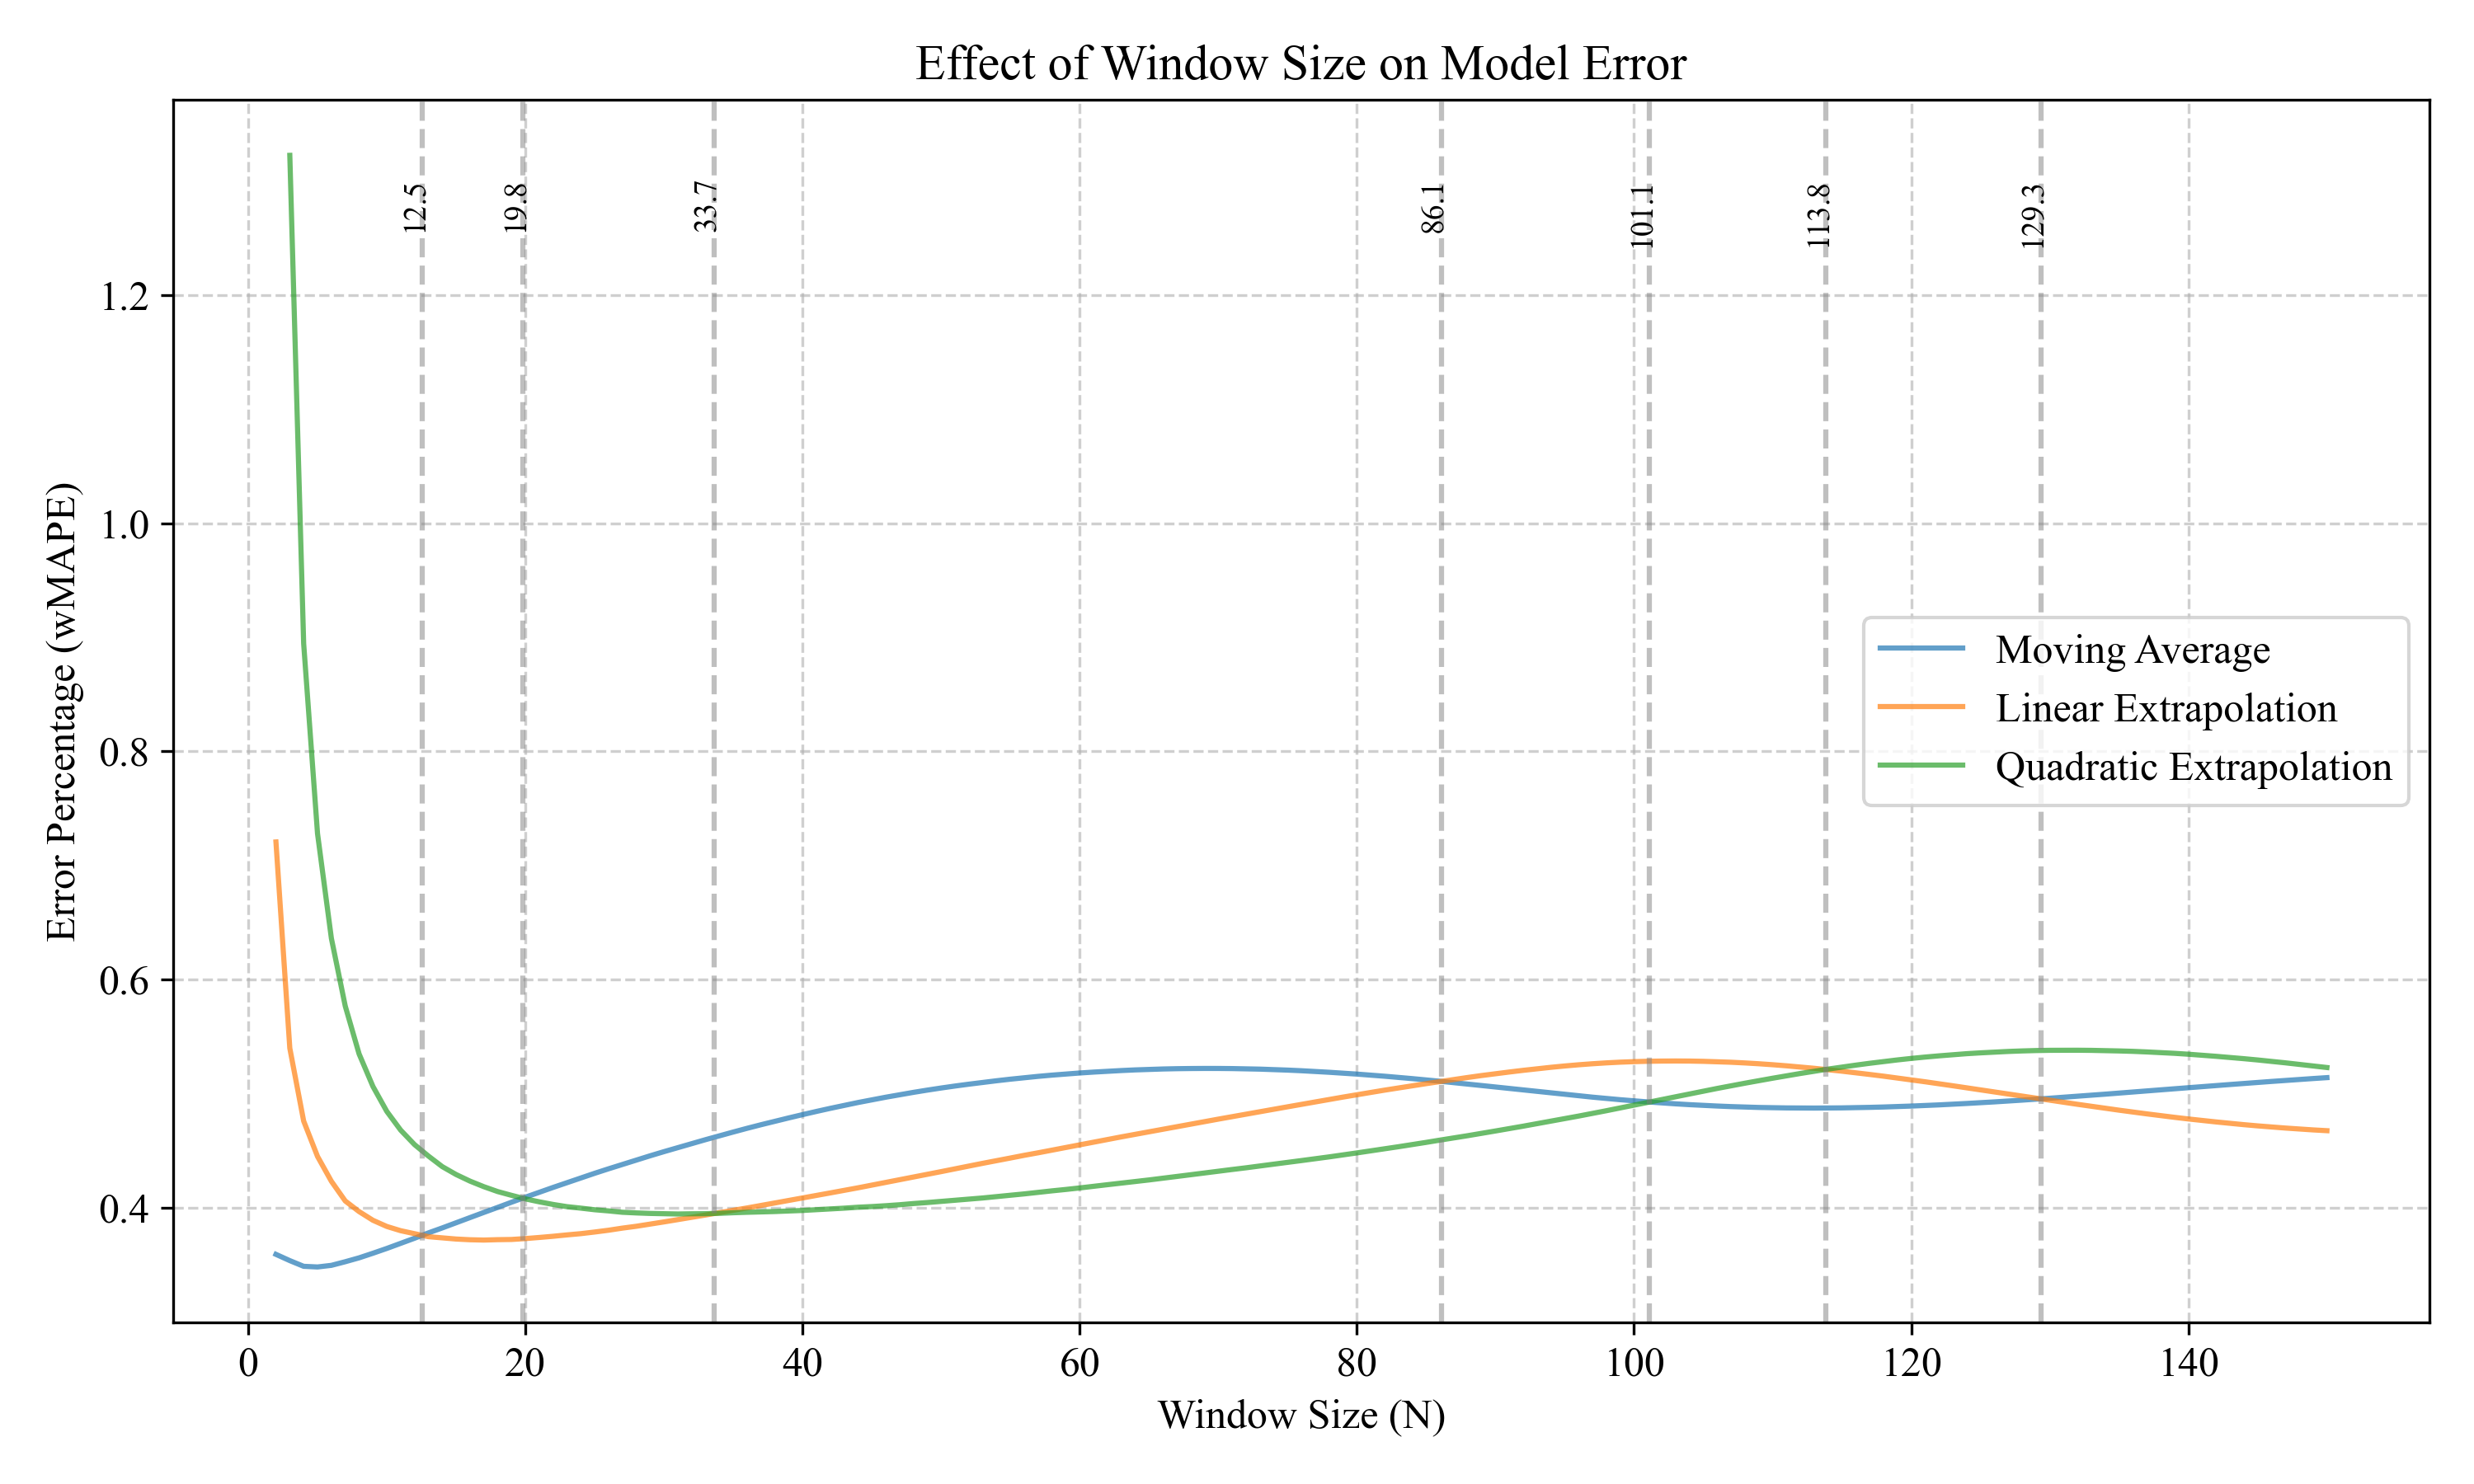 Effect of Window Size on Model Error
12.5
19.8
33.7
86.1
101.1
113.8
129.3
1.2
1.0
0.8
0.6
0.4
Error Percentage (wMAPE)
Moving Average
Linear Extrapolation
Quadratic Extrapolation
0 20 40 60 80 100 120 140
Window Size (N)